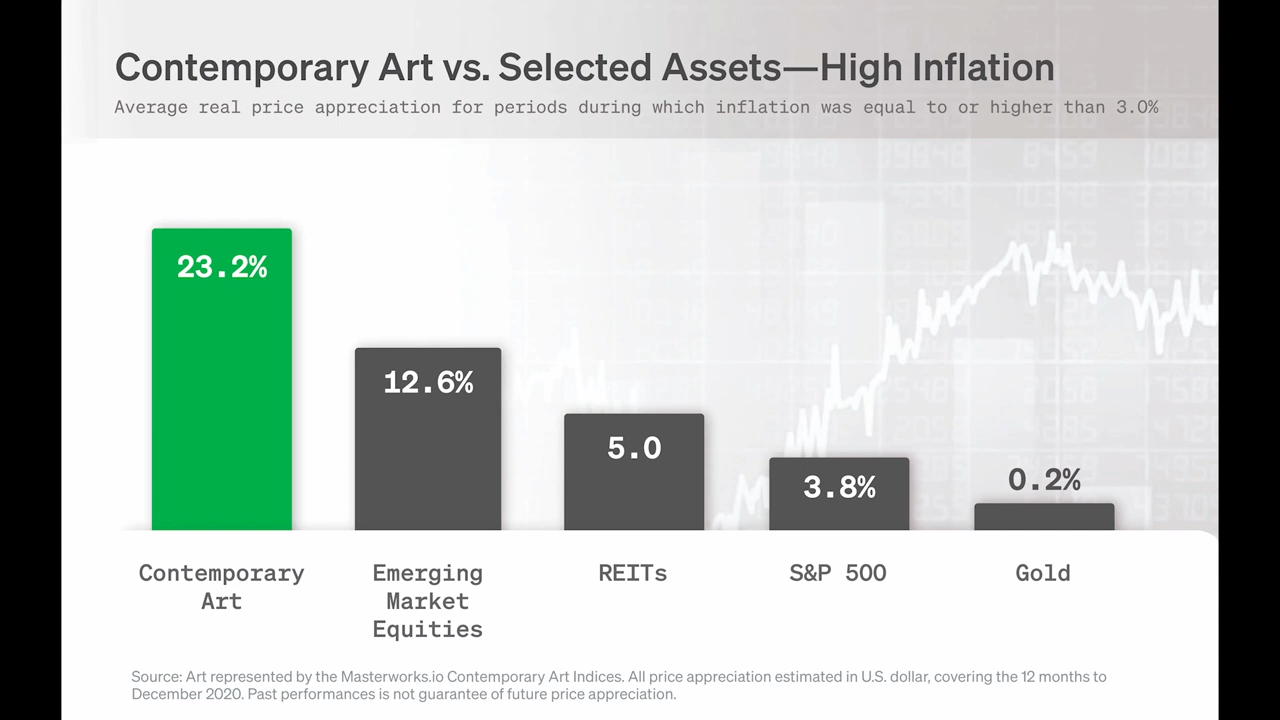 Contemporary Art vs. Selected Assets—High Inflation
Average real price appreciation for periods during which inflation was equal to or higher than 3.0%
23.2%
12.6%
5.0
3.8%
0.2%
Contemporary
Art
Emerging
Market
Equities
REITs
S&P 500
Gold
Source: Art represented by the Masterworks.io Contemporary Art Indices. All price appreciation estimated in U.S. dollar, covering the 12 months to
December 2020. Past performances is not guarantee of future price appreciation.